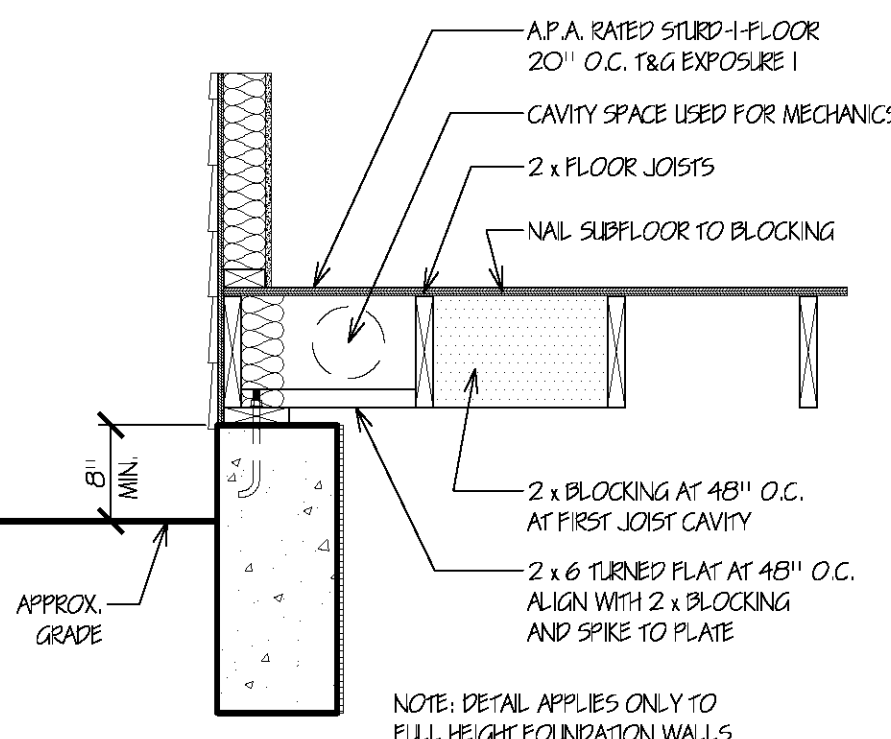 A.P.A. RATED STURD-I-FLOOR
20" O.C. T&G EXPOSURE I
CAVITY SPACE USED FOR MECHANICS
2 x FLOOR JOISTS
NAIL SUBFLOOR TO BLOCKING
8" MIN.
2 x BLOCKING AT 48" O.C.
AT FIRST JOIST CAVITY
2 x 6 TURNED FLAT AT 48" O.C.
ALIGN WITH 2 x BLOCKING
AND SPIKE TO PLATE
APPROX.
GRADE
NOTE: DETAIL APPLIES ONLY TO
FULL HEIGHT FOUNDATION WALLS